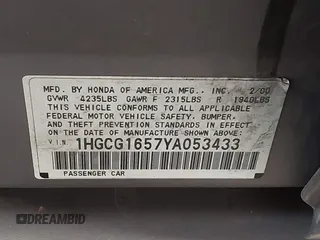 MFD. BY HONDA OF AMERICA MFG., INC. 2/00
GVWR 4235LBS GAWR F 2315LBS R 1940LBS
THIS VEHICLE CONFORMS TO ALL APPLICABLE
FEDERAL MOTOR VEHICLE SAFETY, BUMPER,
AND THEFT PREVENTION STANDARDS IN EFFECT ON
THE DATE OF MANUFACTURE SHOWN ABOVE.
V.I.N. 1HGCG1657YA053433
PASSENGER CAR
DREAMBID